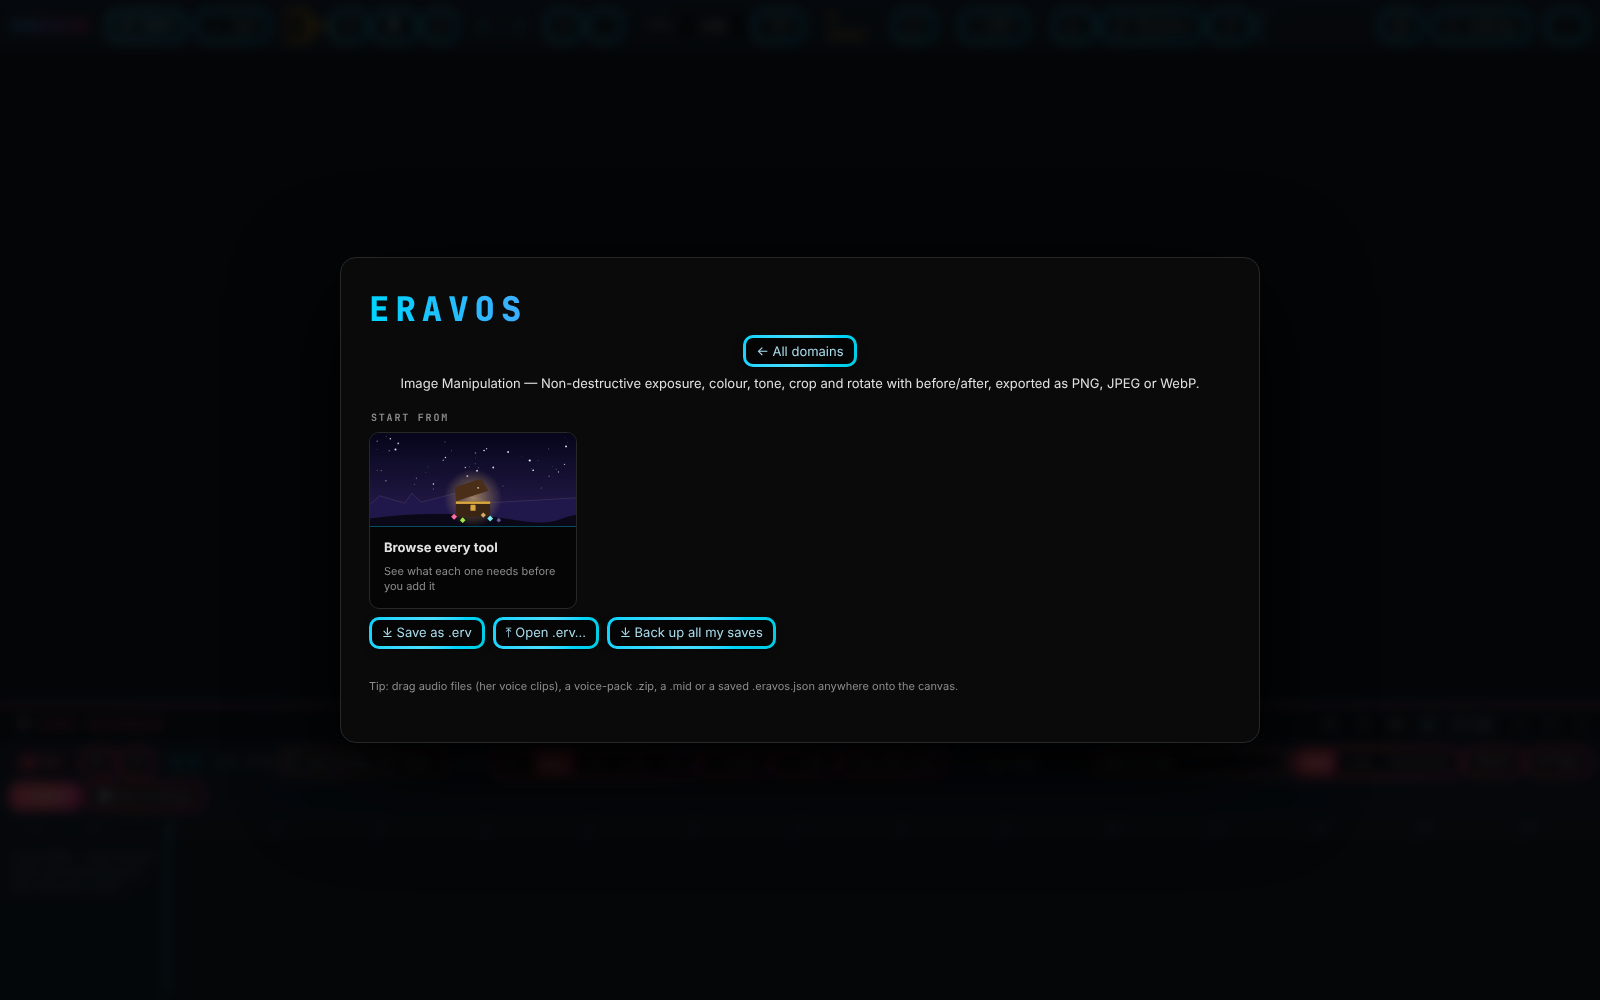 ERAVOS
← All domains
Image Manipulation — Non-destructive exposure, colour, tone, crop and rotate with before/after, exported as PNG, JPEG or WebP.
START FROM
Browse every tool
See what each one needs before
you add it
Save as .erv
Open .erv...
Back up all my saves
Tip: drag audio files (her voice clips), a voice-pack .zip, a .mid or a saved .eravos.json anywhere onto the canvas.